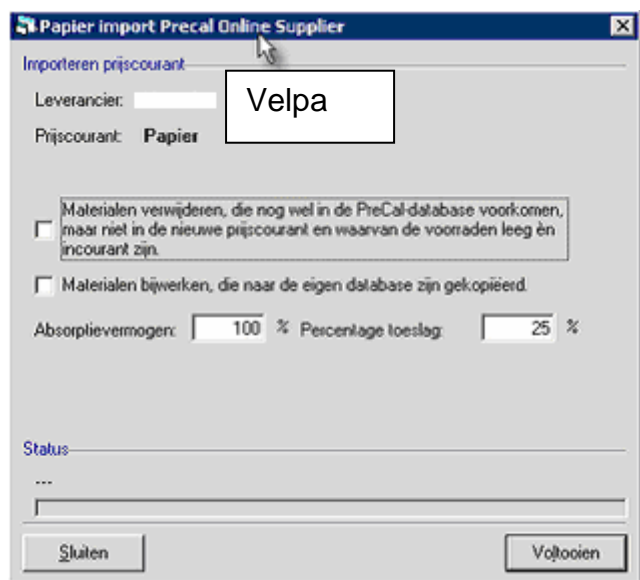 Papier import Precal Online Supplier
Importeren prijscourant
Leverancier:
Velpa
Prijscourant: Papier
Materialen verwijderen, die nog wel in de PreCal-database voorkomen,
maar niet in de nieuwe prijscourant en waarvan de voorraden leeg èn
incourant zijn.
Materialen bijwerken, die naar de eigen database zijn gekopiëerd.
Absorptievermogen: 100 % Percentage toeslag: 25 %
Status
---
Sluiten Voltooien